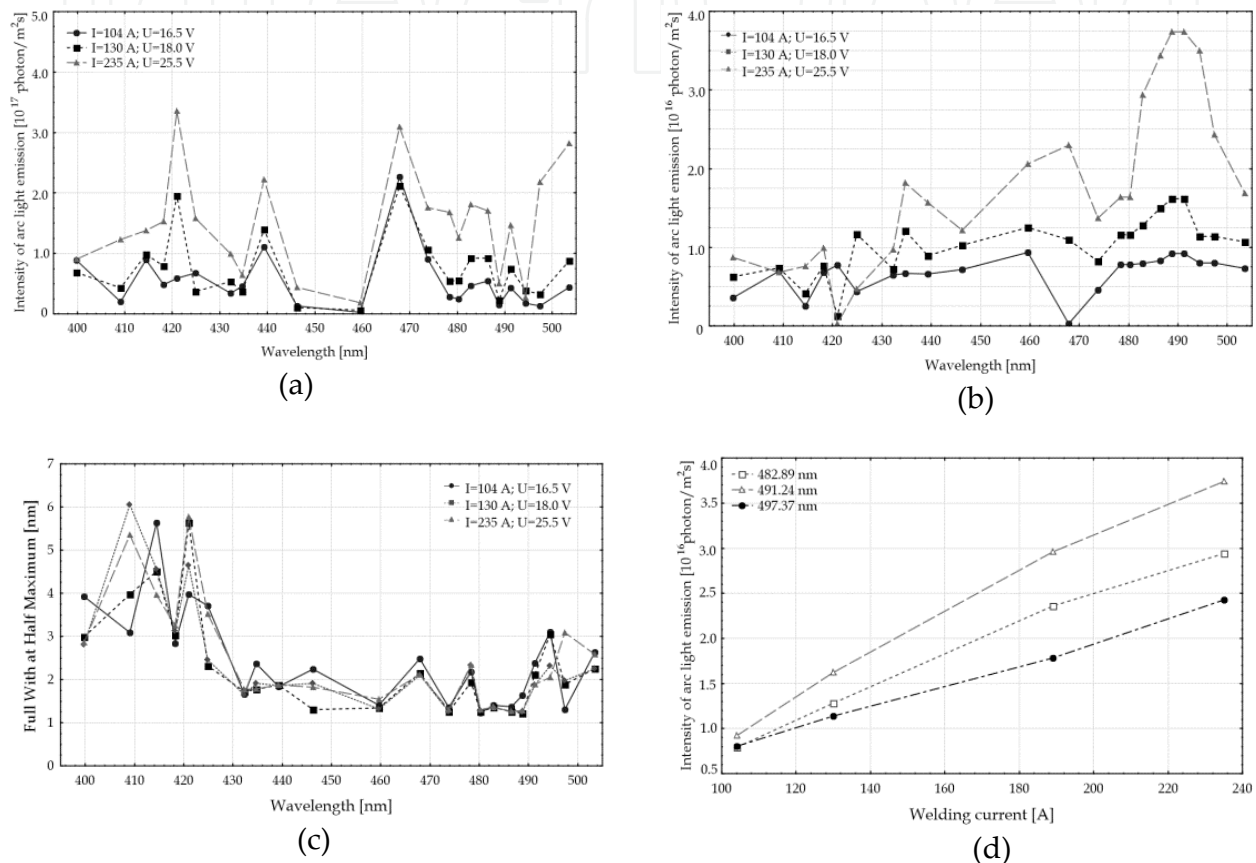 5.0
4.0
3.0
2.0
1.0
0
Intensity of arc light emission [10 17 photon/m2s]
I=104 A; U=16.5 V
I=130 A; U=18.0 V
I=235 A; U=25.5 V
400 410 420 430 440 450 460 470 480 490 500
Wavelength [nm]
(a)
4.0
3.0
2.0
1.0
0
Intensity of arc light emission [10 16 photon/m2s]
I=104 A; U=16.5 V
I=130 A; U=18.0 V
I=235 A; U=25.5 V
400 410 420 430 440 450 460 470 480 490 500
Wavelength [nm]
(b)
7
6
5
4
3
2
1
0
Full With at Half Maximum [nm]
I=104 A; U=16.5 V
I=130 A; U=18.0 V
I=235 A; U=25.5 V
400 410 420 430 440 450 460 470 480 490 500
Wavelength [nm]
(c)
4.0
3.5
3.0
2.5
2.0
1.5
1.0
0.5
Intensity of arc light emission [10 16 photon/m2s]
482.89 nm
491.24 nm
497.37 nm
100 120 140 160 180 200 220 240
Welding current [A]
(d)